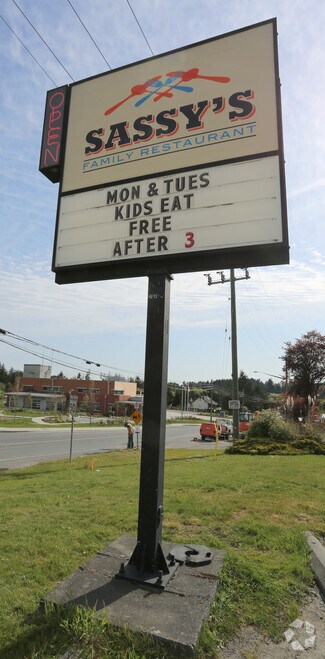 OPEN
SASSY'S
FAMILY RESTAURANT
MON & TUES
KIDS EAT
FREE
AFTER 3